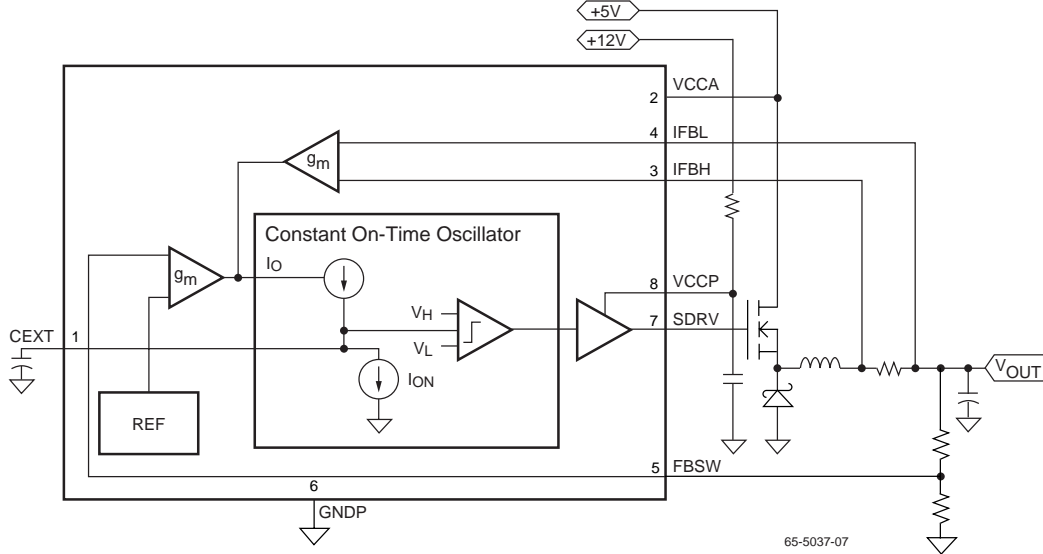 +5V
+12V
2 VCCA
4 IFBL
gm
3 IFBH
Constant On-Time Oscillator
IO
gm
8 VCCP
VH
7 SDRV
CEXT 1
VL
VOUT
ION
REF
5 FBSW
6
GNDP
65-5037-07